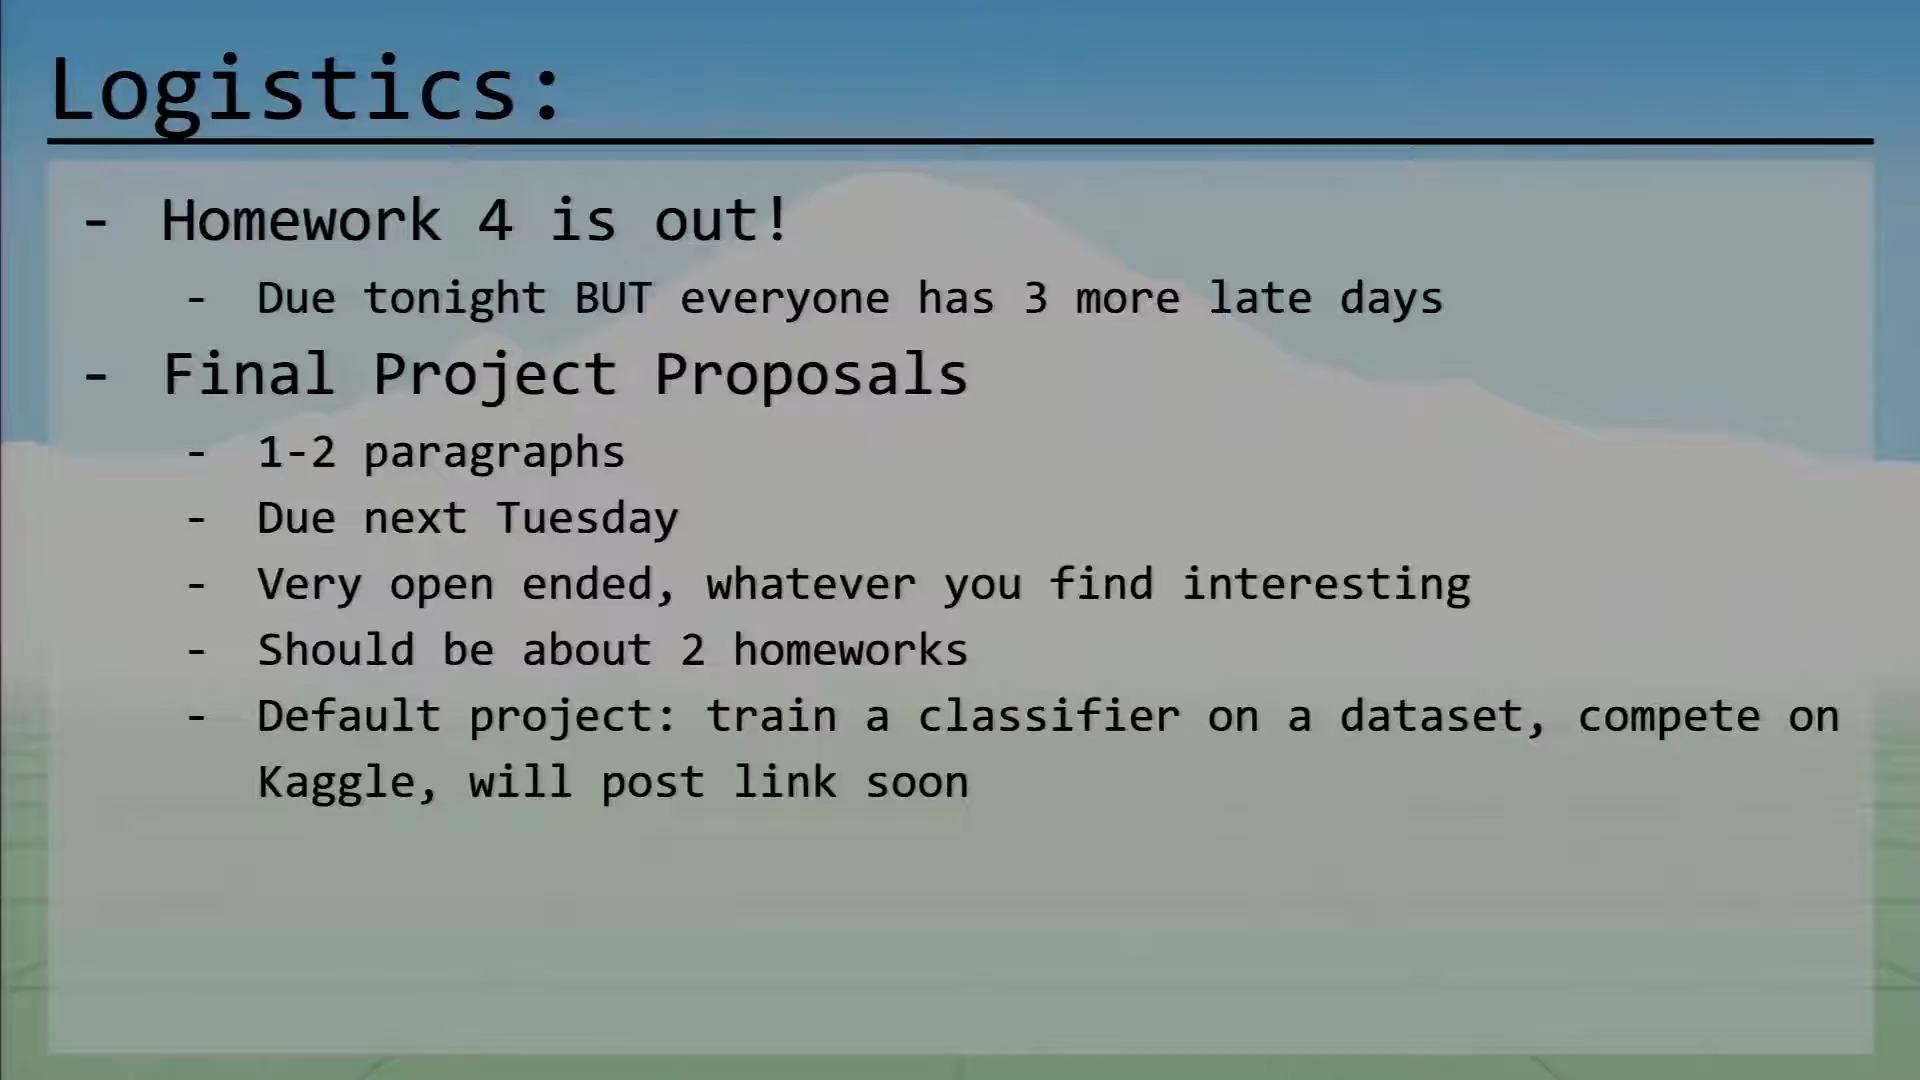 Logistics:
- Homework 4 is out!
- Due tonight BUT everyone has 3 more late days
- Final Project Proposals
- 1-2 paragraphs
- Due next Tuesday
- Very open ended, whatever you find interesting
- Should be about 2 homeworks
- Default project: train a classifier on a dataset, compete on
Kaggle, will post link soon